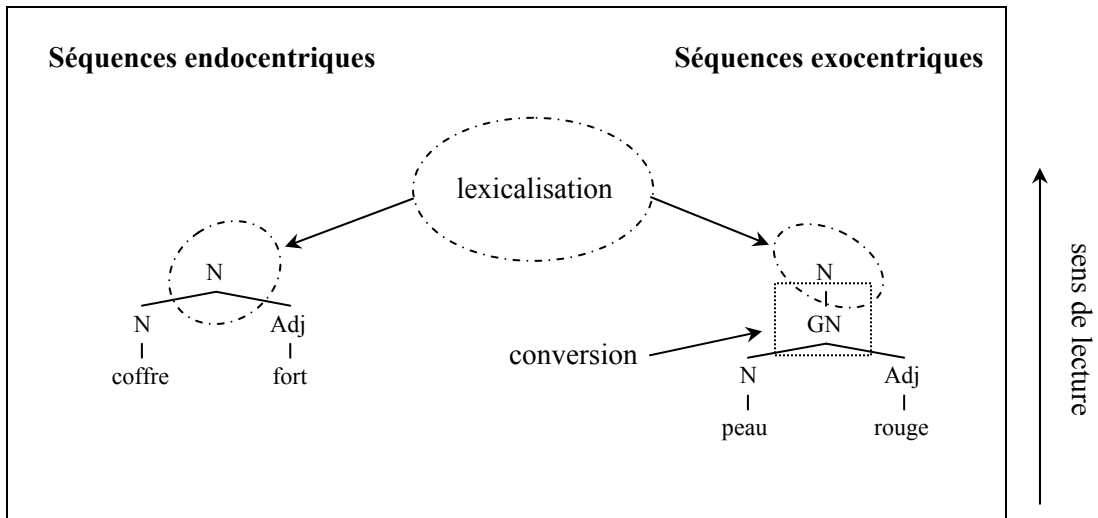 Séquences endocentriques
Séquences exocentriques
lexicalisation
N
N Adj
coffre fort
N
GN
conversion
N Adj
peau rouge
sens de lecture